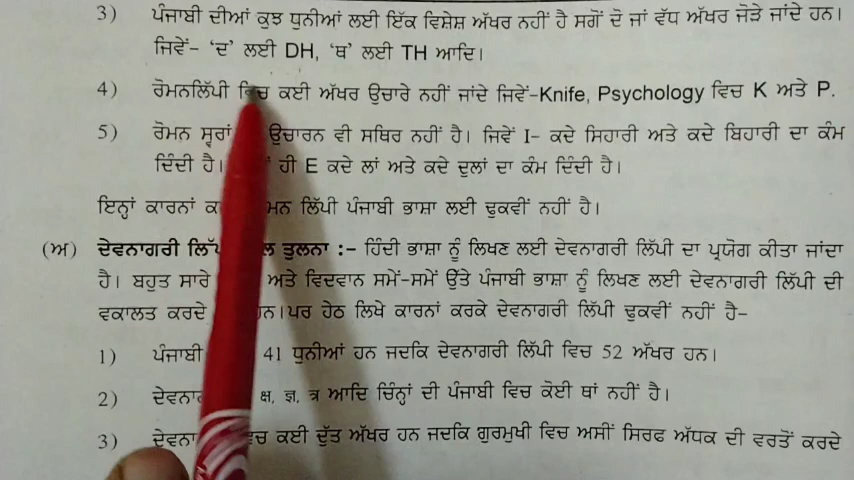 3) ਪੰਜਾਬੀ ਦੀਆਂ ਕੁਝ ਧੁਨੀਆਂ ਲਈ ਇੱਕ ਵਿਸ਼ੇਸ਼ ਅੱਖਰ ਨਹੀਂ ਹੈ ਸਗੋਂ ਦੋ ਜਾਂ ਵੱਧ ਅੱਖਰ ਜੋੜੇ ਜਾਂਦੇ ਹਨ।
ਜਿਵੇਂ- ‘ਦ’ ਲਈ DH, ‘ਥ’ ਲਈ TH ਆਦਿ।
4) ਰੋਮਨਲਿੱਪੀ ਵਿਚ ਕਈ ਅੱਖਰ ਉਚਾਰੇ ਨਹੀਂ ਜਾਂਦੇ ਜਿਵੇਂ-Knife, Psychology ਵਿਚ K ਅਤੇ P.
5) ਰੋਮਨ ਸ੍ਵਰਾਂ ਉਚਾਰਨ ਵੀ ਸਥਿਰ ਨਹੀਂ ਹੈ। ਜਿਵੇਂ I- ਕਦੇ ਸਿਹਾਰੀ ਅਤੇ ਕਦੇ ਬਿਹਾਰੀ ਦਾ ਕੰਮ
ਦਿੰਦੀ ਹੈ। ਹੀ E ਕਦੇ ਲਾਂ ਅਤੇ ਕਦੇ ਦੁਲਾਂ ਦਾ ਕੰਮ ਦਿੰਦੀ ਹੈ।
ਇਨ੍ਹਾਂ ਕਾਰਨਾਂ ਲਿੱਪੀ ਪੰਜਾਬੀ ਭਾਸ਼ਾ ਲਈ ਢੁਕਵੀਂ ਨਹੀਂ ਹੈ।
(ਅ) ਦੇਵਨਾਗਰੀ ਤੁਲਨਾ :- ਹਿੰਦੀ ਭਾਸ਼ਾ ਨੂੰ ਲਿਖਣ ਲਈ ਦੇਵਨਾਗਰੀ ਲਿੱਪੀ ਦਾ ਪ੍ਰਯੋਗ ਕੀਤਾ ਜਾਂਦਾ
ਹੈ। ਬਹੁਤ ਸਾਰੇ ਅਤੇ ਵਿਦਵਾਨ ਸਮੇਂ-ਸਮੇਂ ਉੱਤੇ ਪੰਜਾਬੀ ਭਾਸ਼ਾ ਨੂੰ ਲਿਖਣ ਲਈ ਦੇਵਨਾਗਰੀ ਲਿੱਪੀ ਦੀ
ਵਕਾਲਤ ਕਰਦੇ ਹਨ।ਪਰ ਹੇਠ ਲਿਖੇ ਕਾਰਨਾਂ ਕਰਕੇ ਦੇਵਨਾਗਰੀ ਲਿੱਪੀ ਢੁਕਵੀਂ ਨਹੀਂ ਹੈ-
1) ਪੰਜਾਬੀ 41 ਧੁਨੀਆਂ ਹਨ ਜਦਕਿ ਦੇਵਨਾਗਰੀ ਲਿੱਪੀ ਵਿਚ 52 ਅੱਖਰ ਹਨ।
2) क्ष, ज्ञ, त्र ਆਦਿ ਚਿੰਨ੍ਹਾਂ ਦੀ ਪੰਜਾਬੀ ਵਿਚ ਕੋਈ ਥਾਂ ਨਹੀਂ ਹੈ।
3) ਵਿਚ ਕਈ ਦੁੱਤ ਅੱਖਰ ਹਨ ਜਦਕਿ ਗੁਰਮੁਖੀ ਵਿਚ ਅਸੀਂ ਸਿਰਫ ਅੱਧਕ ਦੀ ਵਰਤੋਂ ਕਰਦੇ